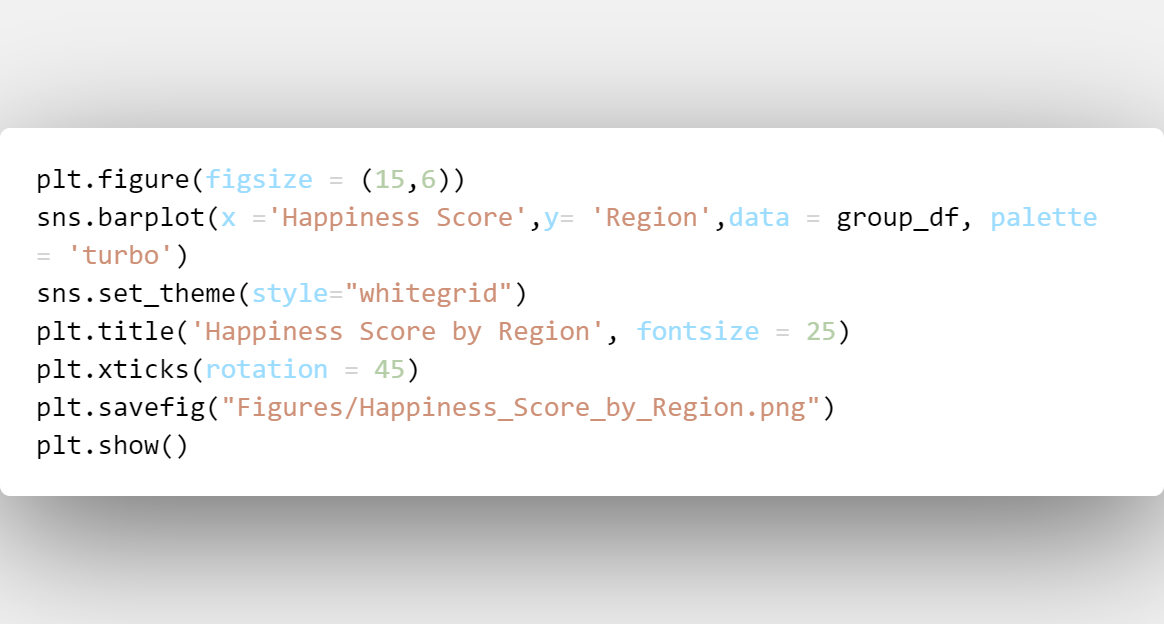 plt.figure(figsize = (15,6))
sns.barplot(x ='Happiness Score',y= 'Region',data = group_df, palette
= 'turbo')
sns.set_theme(style="whitegrid")
plt.title('Happiness Score by Region', fontsize = 25)
plt.xticks(rotation = 45)
plt.savefig("Figures/Happiness_Score_by_Region.png")
plt.show()